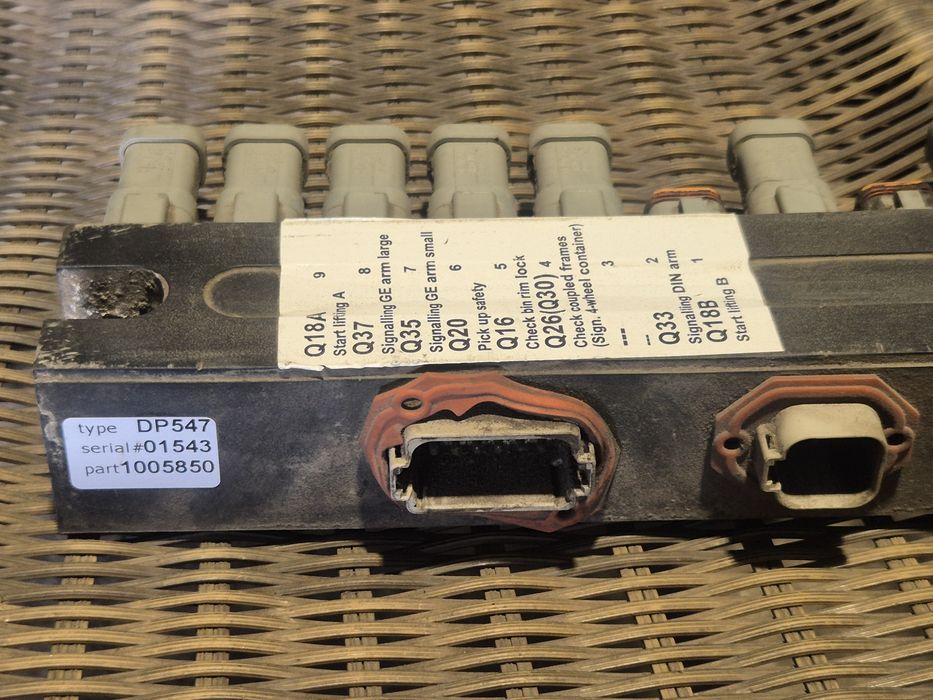 Q18A 9
Start lifting A
Q37 8
Signalling GE arm large
Q35 7
Signalling GE arm small
Q20 6
Pick up safety
Q16 5
Check bin rim lock
Q26(Q30) 4
Check coupled frames
(Sign. 4-wheel container)
--- 3
--
Q33 2
Signalling DIN arm
Q18B 1
Start lifting B
type DP547
serial#01543
part1005850